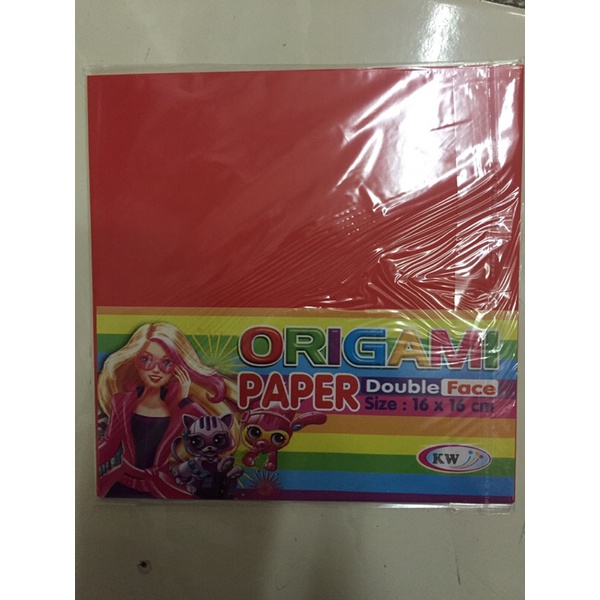 ORIGAMI
PAPER Double Face
Size : 16 x 16 cm
KW